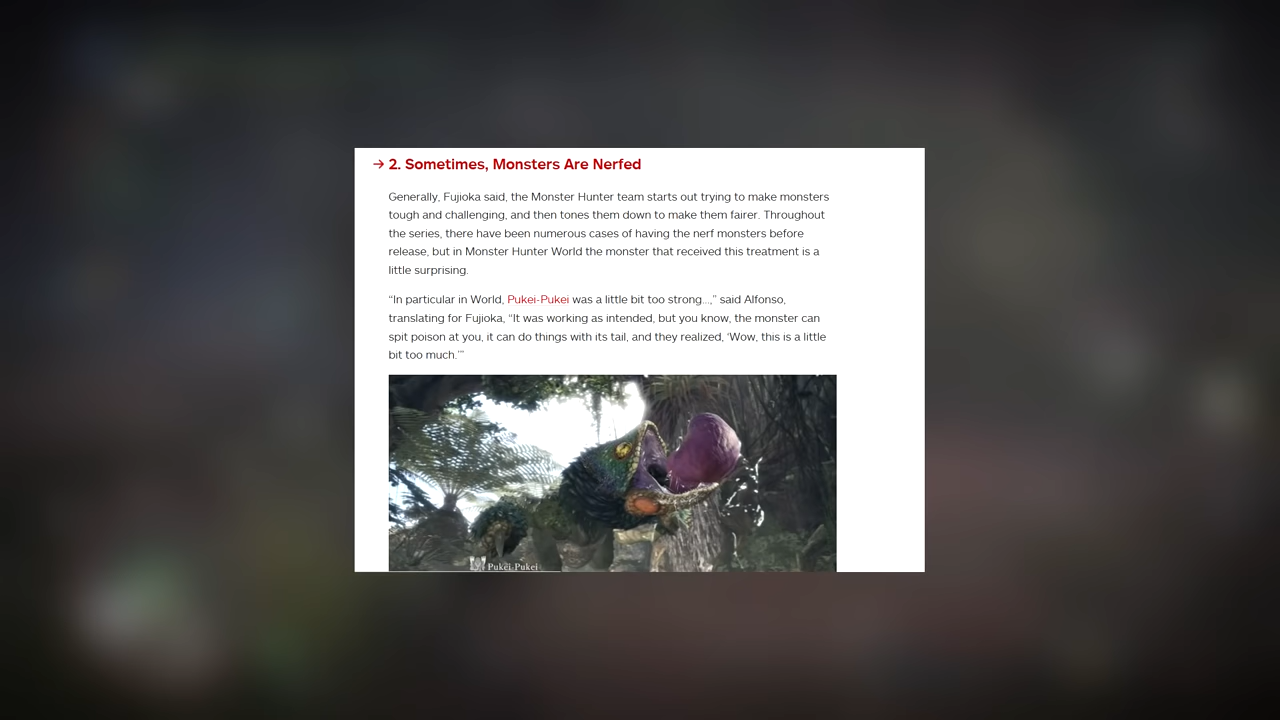 → 2. Sometimes, Monsters Are Nerfed
Generally, Fujioka said, the Monster Hunter team starts out trying to make monsters
tough and challenging, and then tones them down to make them fairer. Throughout
the series, there have been numerous cases of having the nerf monsters before
release, but in Monster Hunter World the monster that received this treatment is a
little surprising.
“In particular in World, Pukei-Pukei was a little bit too strong...,” said Alfonso,
translating for Fujioka, “It was working as intended, but you know, the monster can
spit poison at you, it can do things with its tail, and they realized, ‘Wow, this is a little
bit too much.’”
Pukei-Pukei